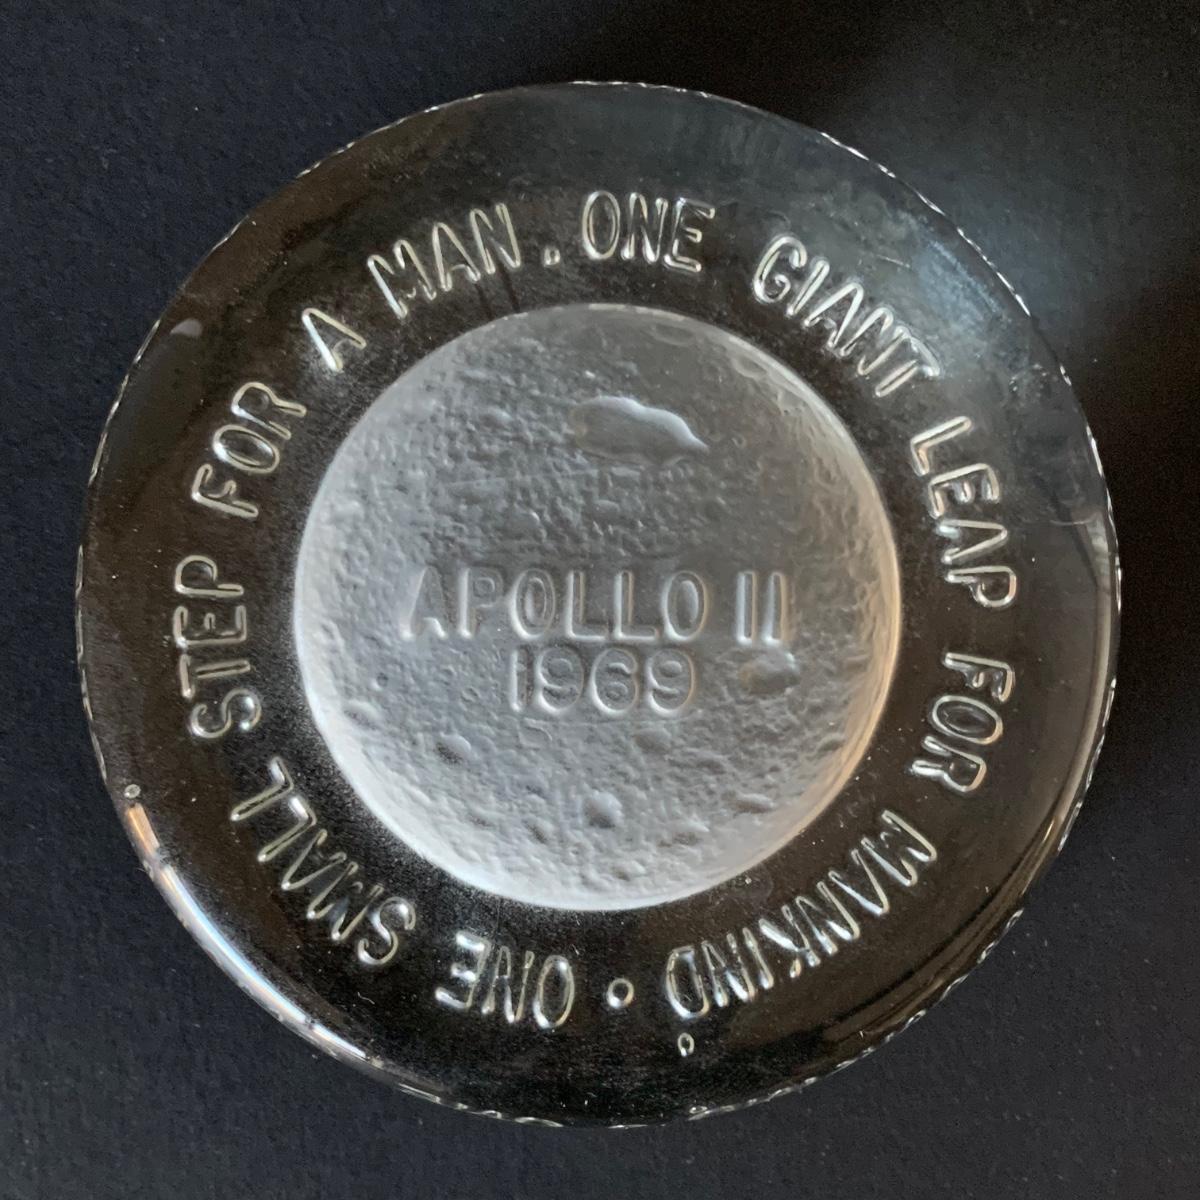 ONE SMALL STEP FOR A MAN. ONE GIANT LEAP FOR MANKIND •
APOLLO 11
1969